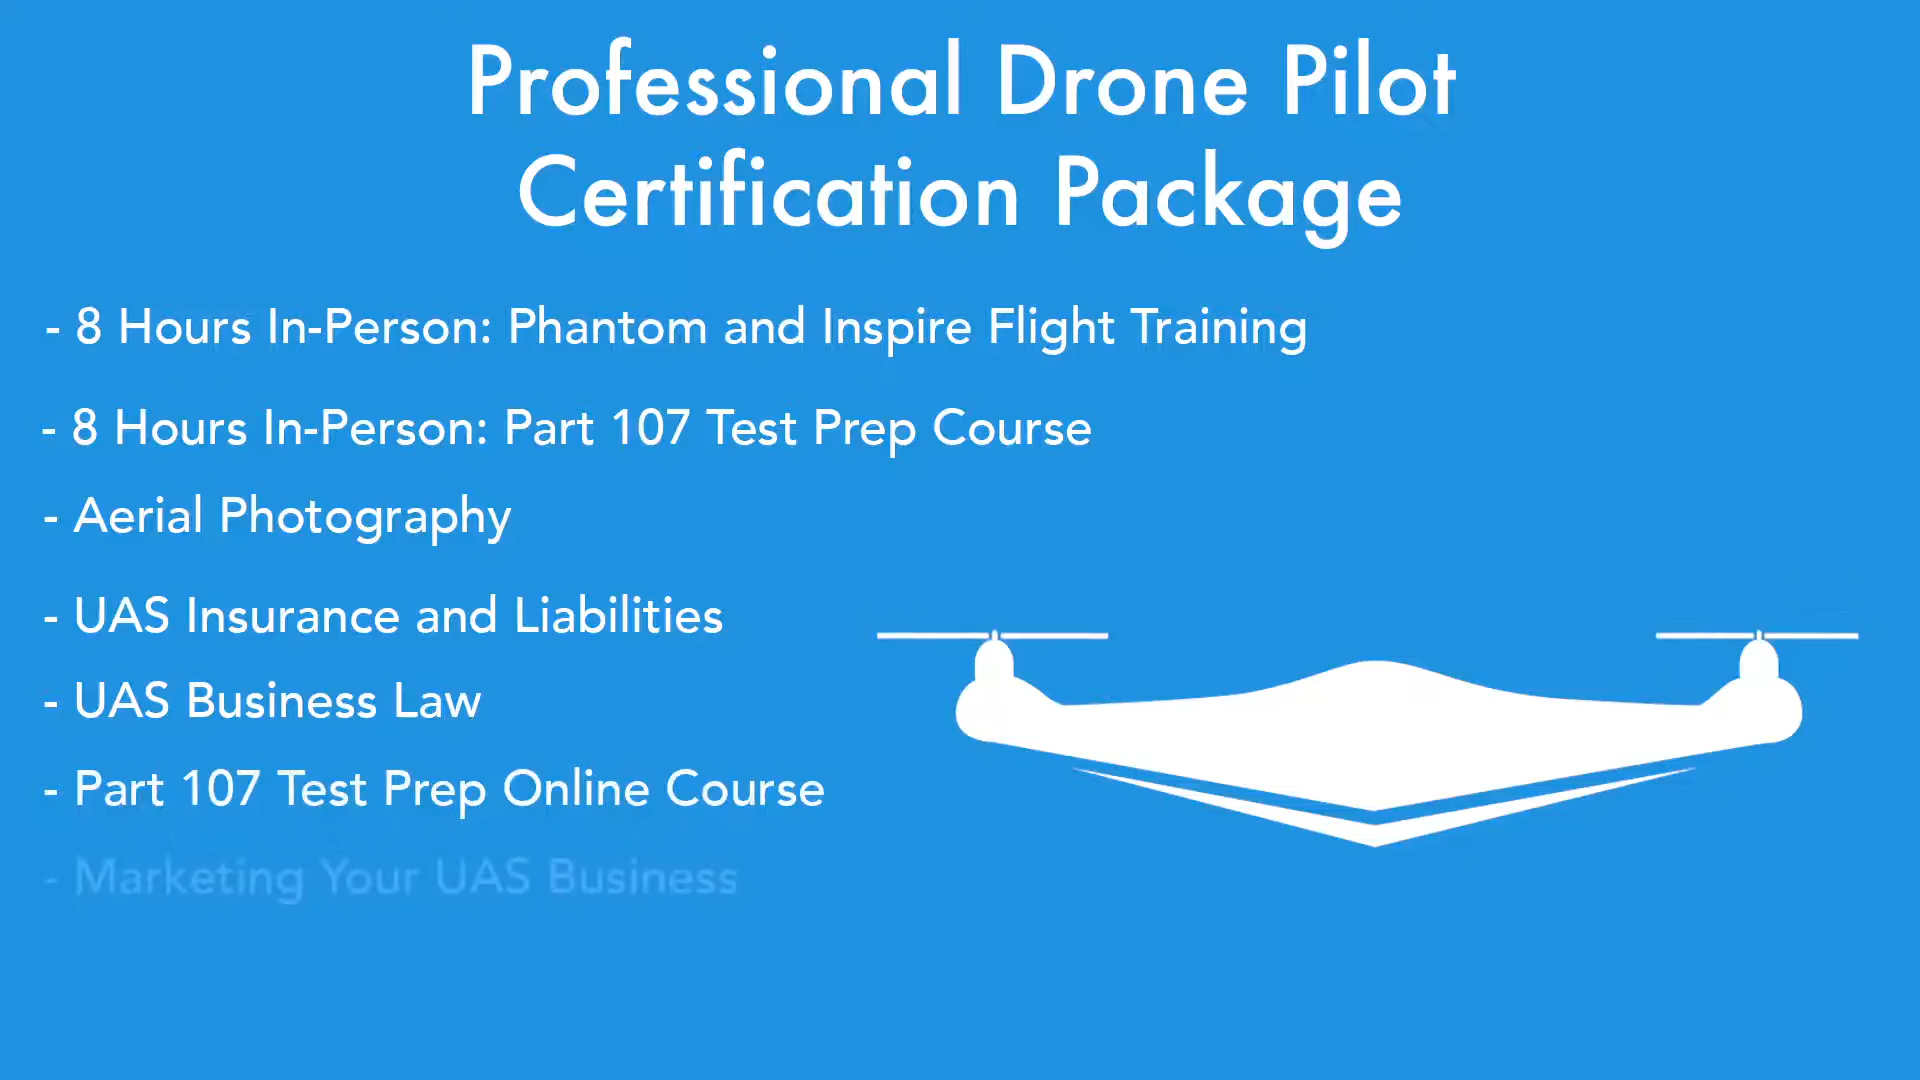 Professional Drone Pilot
Certification Package
- 8 Hours In-Person: Phantom and Inspire Flight Training
- 8 Hours In-Person: Part 107 Test Prep Course
- Aerial Photography
- UAS Insurance and Liabilities
- UAS Business Law
- Part 107 Test Prep Online Course
- Marketing Your UAS Business